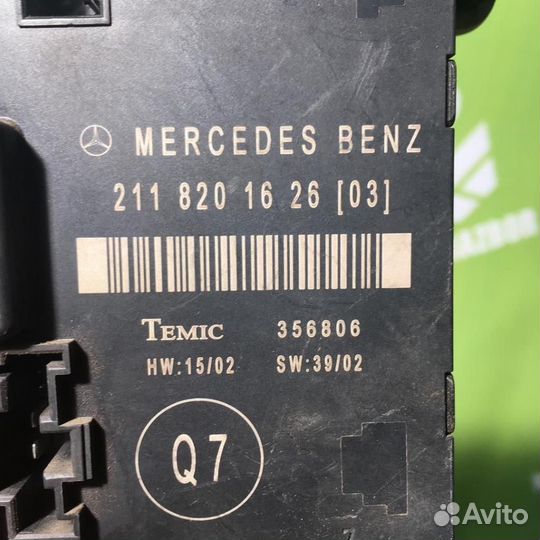 MERCEDES BENZ
211 820 16 26 [03]
TEMIC 356806
HW:15/02 SW:39/02
Q7
Avito